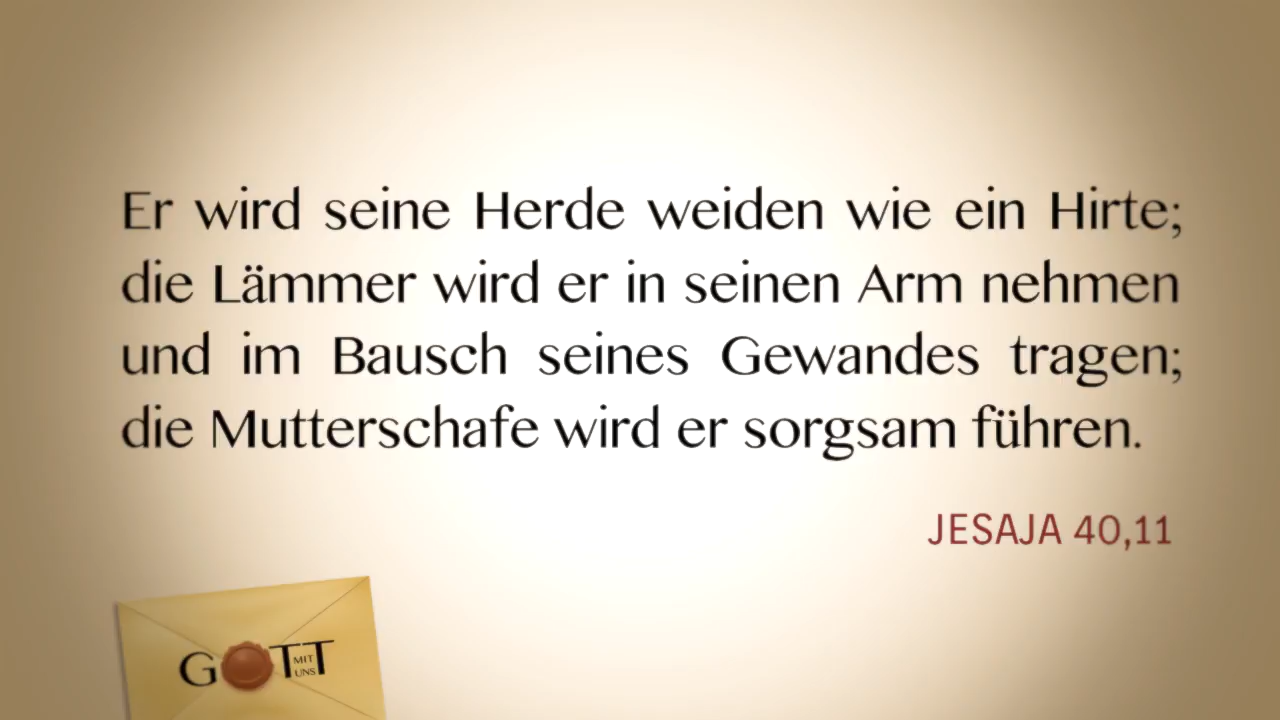 Er wird seine Herde weiden wie ein Hirte;
die Lämmer wird er in seinen Arm nehmen
und im Bausch seines Gewandes tragen;
die Mutterschafe wird er sorgsam führen.
JESAJA 40,11
GOTT
MIT
UNS